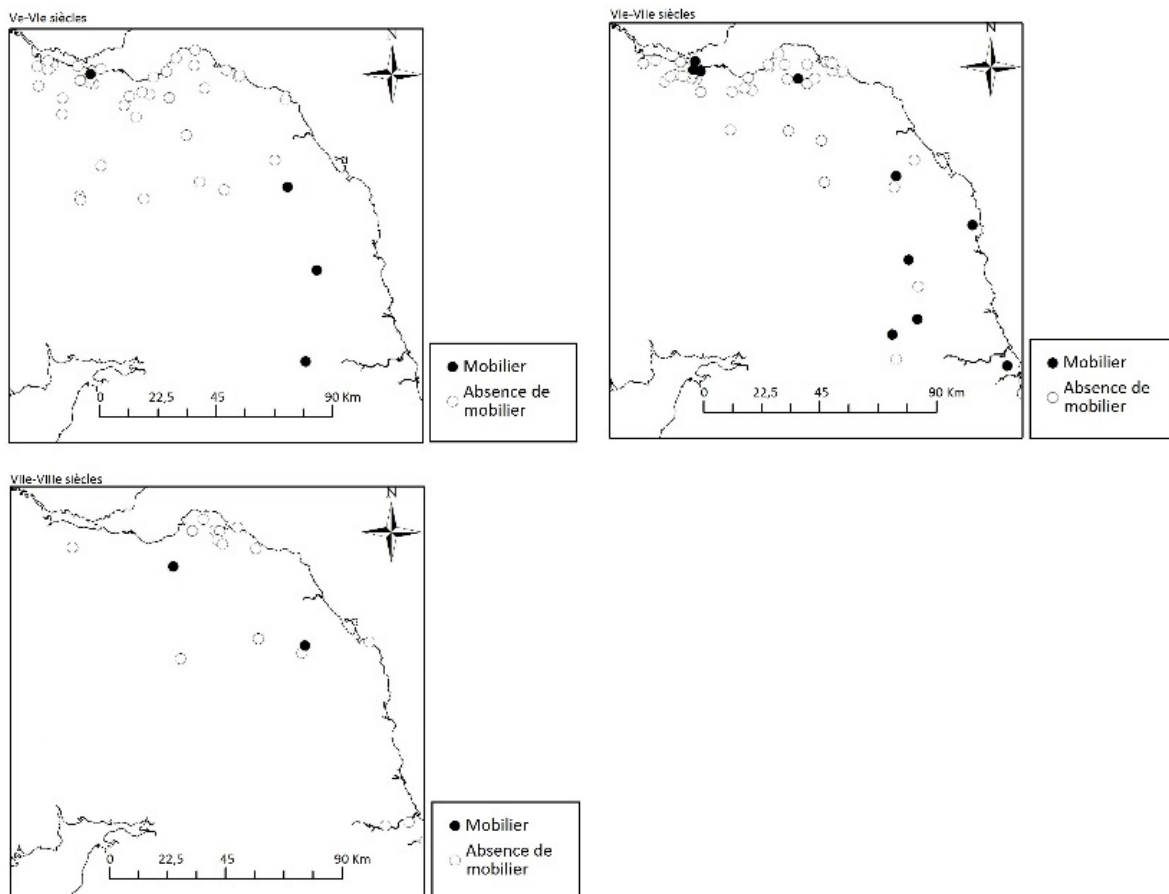 Ve-VIe siècles
N
Mobilier
Absence de
mobilier
0 22,5 45 90 Km
VIe-VIIe siècles
N
Mobilier
Absence de
mobilier
0 22,5 45 90 Km
VIIe-VIIIe siècles
N
Mobilier
Absence de
mobilier
0 22,5 45 90 Km